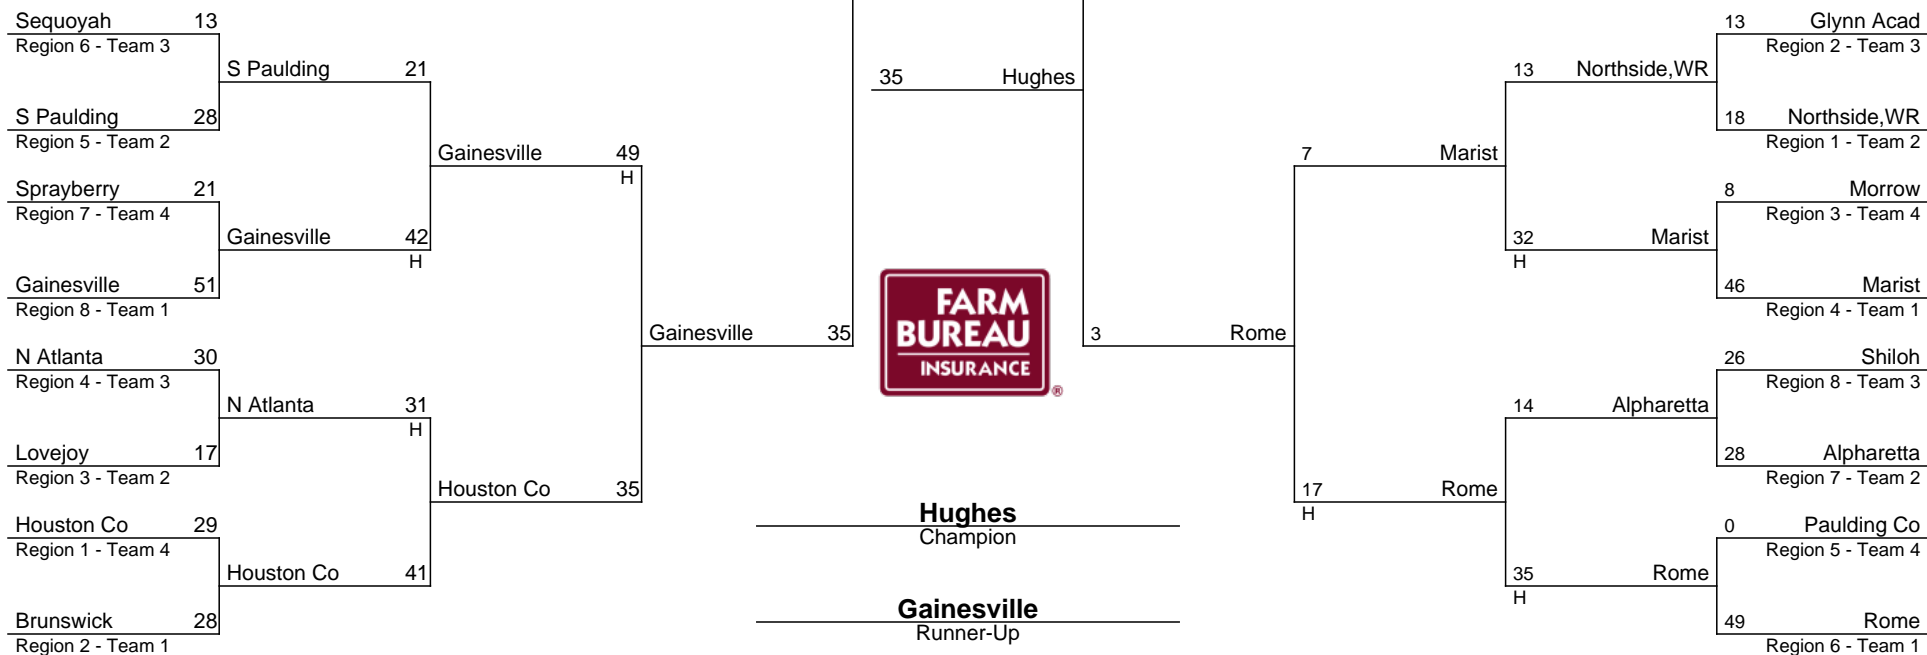 Sequoyah 13
Region 6 - Team 3
S Paulding 21
S Paulding 28
Region 5 - Team 2
Gainesville 49
H
Sprayberry 21
Region 7 - Team 4
Gainesville 42
H
Gainesville 51
Region 8 - Team 1
Gainesville 35
N Atlanta 30
Region 4 - Team 3
N Atlanta 31
H
Lovejoy 17
Region 3 - Team 2
Houston Co 35
Houston Co 29
Region 1 - Team 4
Houston Co 41
Brunswick 28
Region 2 - Team 1
35 Hughes
FARM
BUREAU
INSURANCE
®
Hughes
Champion
Gainesville
Runner-Up
3 Rome
7 Marist
17 Rome
H
13 Northside,WR
32 Marist
H
14 Alpharetta
35 Rome
H
13 Glynn Acad
Region 2 - Team 3
18 Northside,WR
Region 1 - Team 2
8 Morrow
Region 3 - Team 4
46 Marist
Region 4 - Team 1
26 Shiloh
Region 8 - Team 3
28 Alpharetta
Region 7 - Team 2
0 Paulding Co
Region 5 - Team 4
49 Rome
Region 6 - Team 1